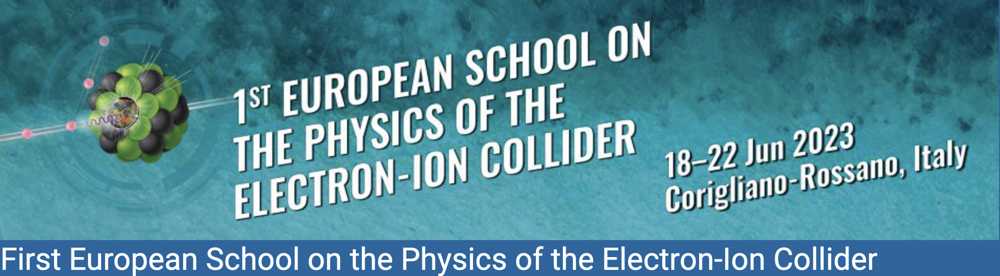 1ST EUROPEAN SCHOOL ON
THE PHYSICS OF THE
ELECTRON-ION COLLIDER
18–22 Jun 2023
Corigliano-Rossano, Italy
First European School on the Physics of the Electron-Ion Collider